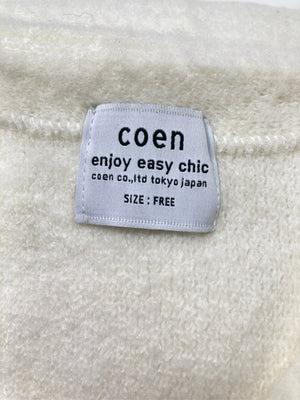 coen
enjoy easy chic
coen co.,ltd tokyo japan
SIZE : FREE